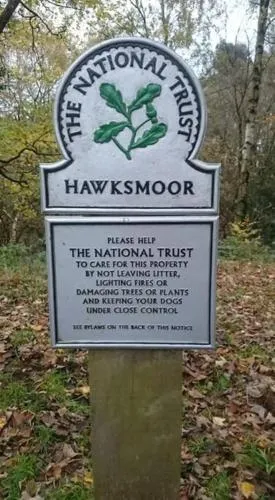 THE NATIONAL TRUST
HAWKSMOOR
PLEASE HELP
THE NATIONAL TRUST
TO CARE FOR THIS PROPERTY
BY NOT LEAVING LITTER,
LIGHTING FIRES OR
DAMAGING TREES OR PLANTS
AND KEEPING YOUR DOGS
UNDER CLOSE CONTROL
SEE BYLAWS ON THE BACK OF THIS NOTICE